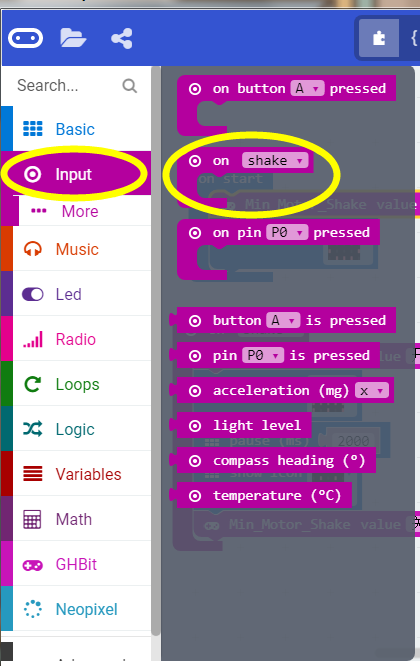 {
Search...
Basic
Input
More
Music
Led
Radio
Loops
Logic
Variables
Math
GHBit
Neopixel
on button A pressed
on shake
on start
Min_Motor_Shake value
on pin P0 pressed
button A is pressed
pin P0 is pressed
acceleration (mg) x
light level
pause (ms) 2000
compass heading (°)
show icon
temperature (°C)
Min_Motor_Shake value